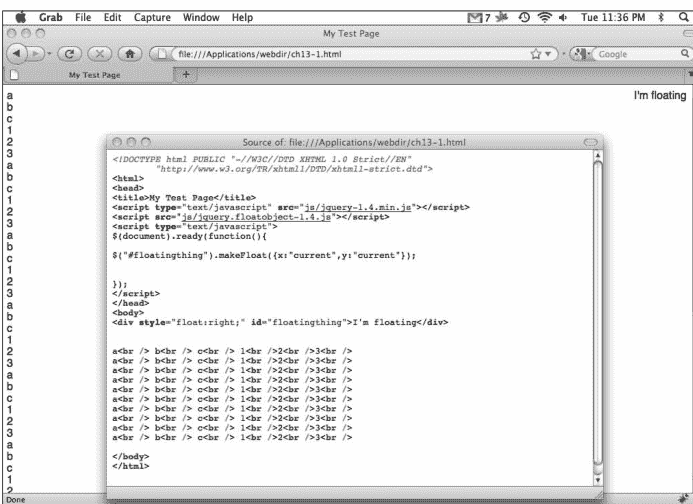 Grab File Edit Capture Window Help 7 Tue 11:36 PM
My Test Page
file:///Applications/webdir/ch13-1.html Google
My Test Page +
I'm floating
a
b
c
1
2
3
a
b
c
1
2
3
a
b
c
1
2
3
a
b
c
1
2
3
a
b
c
1
2
3
a
b
c
1
2
Source of: file:///Applications/webdir/ch13-1.html
<!DOCTYPE html PUBLIC "-//W3C//DTD XHTML 1.0 Strict//EN"
"http://www.w3.org/TR/xhtml1/DTD/xhtml1-strict.dtd">
<html>
<head>
<title>My Test Page</title>
<script type="text/javascript" src="js/jquery-1.4.min.js"></script>
<script src="js/jquery.floatobject-1.4.js"></script>
<script type="text/javascript">
$(document).ready(function(){
$("#floatingthing").makeFloat({x:"current",y:"current"});
});
</script>
</head>
<body>
<div style="float:right;" id="floatingthing">I'm floating</div>
a<br /> b<br /> c<br /> 1<br />2<br />3<br />
a<br /> b<br /> c<br /> 1<br />2<br />3<br />
a<br /> b<br /> c<br /> 1<br />2<br />3<br />
a<br /> b<br /> c<br /> 1<br />2<br />3<br />
a<br /> b<br /> c<br /> 1<br />2<br />3<br />
a<br /> b<br /> c<br /> 1<br />2<br />3<br />
a<br /> b<br /> c<br /> 1<br />2<br />3<br />
a<br /> b<br /> c<br /> 1<br />2<br />3<br />
a<br /> b<br /> c<br /> 1<br />2<br />3<br />
a<br /> b<br /> c<br /> 1<br />2<br />3<br />
</body>
</html>
Done